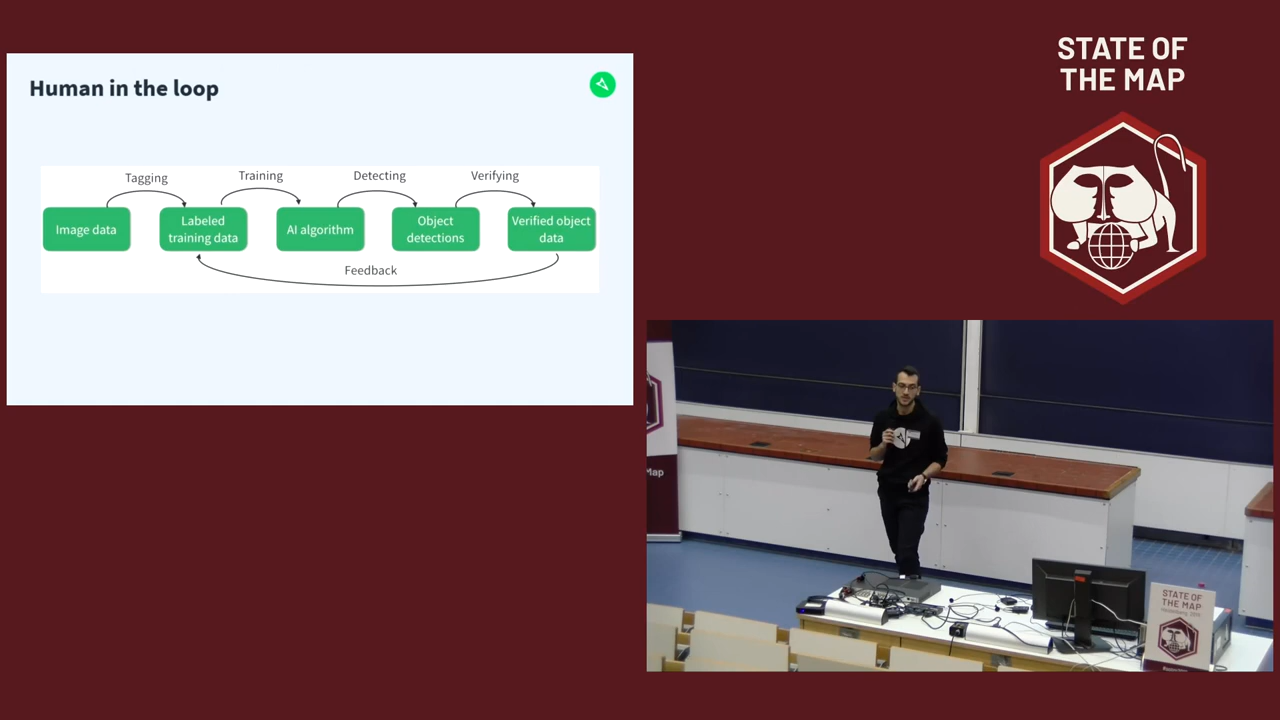 Human in the loop
Tagging
Training
Detecting
Verifying
Image data
Labeled
training data
AI algorithm
Object
detections
Verified object
data
Feedback
STATE OF
THE MAP
Map
STATE OF
THE MAP